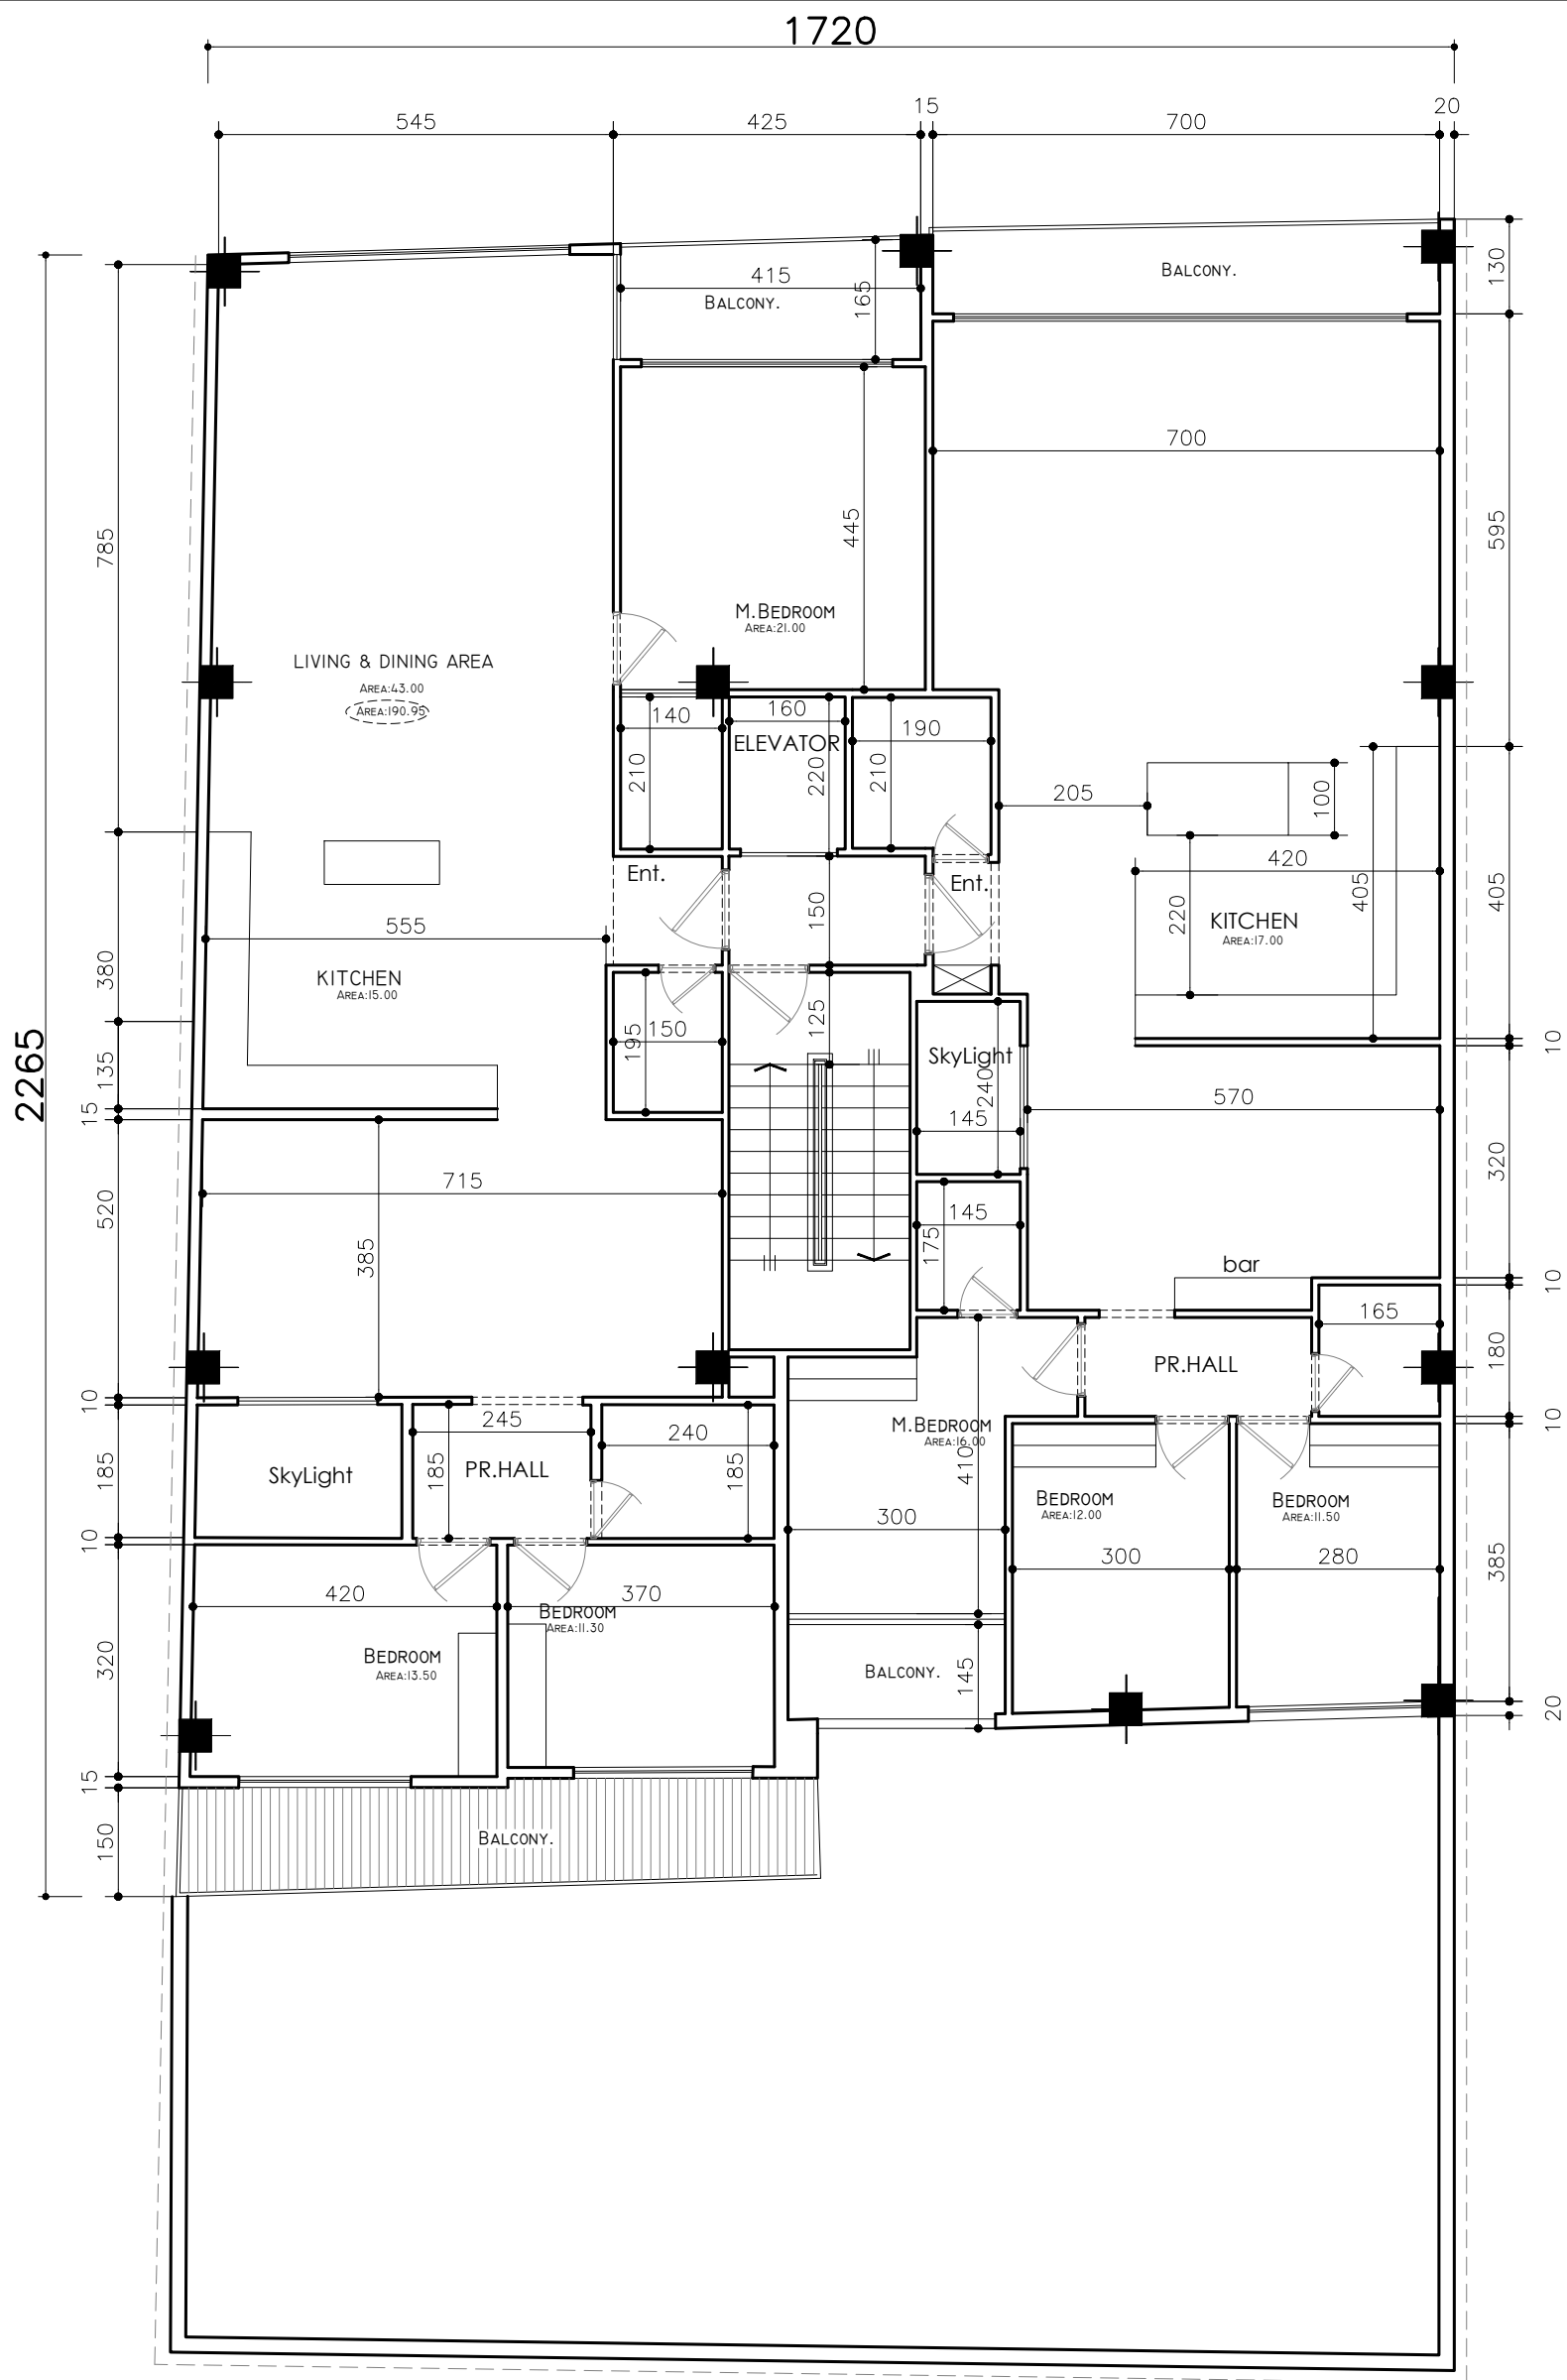 1720
15
20
545
425
700
130
BALCONY.
415
BALCONY.
165
700
785
445
595
M.BEDROOM
AREA:21.00
LIVING & DINING AREA
AREA:43.00
AREA:190.95
140
160
190
ELEVATOR
210
220
210
205
100
420
Ent.
Ent.
405
405
150
220
KITCHEN
AREA:17.00
555
380
KITCHEN
AREA:15.00
125
195
150
SkyLight
10
2265
135
240
145
570
15
715
520
385
145
175
320
bar
10
165
180
PR.HALL
10
245
240
M.BEDROOM
AREA:16.00
10
410
185
SkyLight
185
PR.HALL
185
BEDROOM
AREA:12.00
BEDROOM
AREA:11.50
300
10
300
280
385
420
370
BEDROOM
AREA:11.30
320
BEDROOM
AREA:13.50
BALCONY.
145
20
15
150
BALCONY.